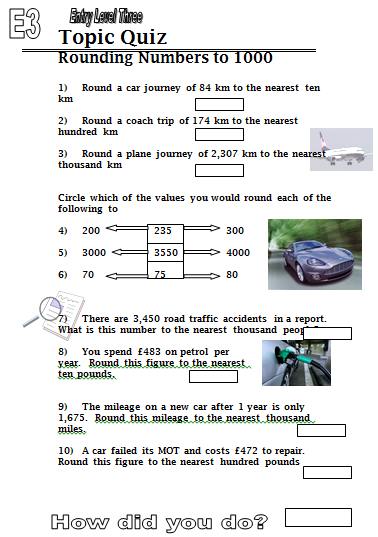 E3 Entry Level Three
Topic Quiz
Rounding Numbers to 1000
1) Round a car journey of 84 km to the nearest ten
km
2) Round a coach trip of 174 km to the nearest
hundred km
3) Round a plane journey of 2,307 km to the nearest
thousand km
Circle which of the values you would round each of the
following to
4) 200 235 300
5) 3000 3550 4000
6) 70 75 80
7) There are 3,450 road traffic accidents in a report.
What is this number to the nearest thousand
8) You spend £483 on petrol per
year. Round this figure to the nearest
ten pounds.
9) The mileage on a new car after 1 year is only
1,675. Round this mileage to the nearest thousand
miles.
10) A car failed its MOT and costs £472 to repair.
Round this figure to the nearest hundred pounds
How did you do?